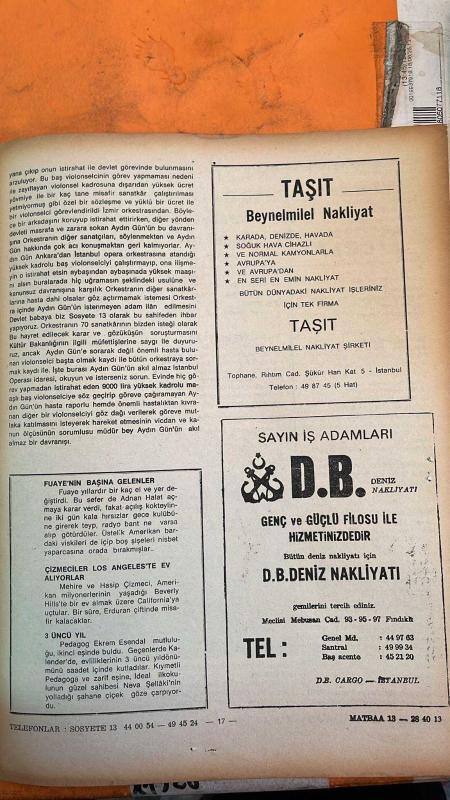 yana çıkıp onun istirahat ile devlet görevinde bulunmasını
arzuluyor. Bu baş violonselcinin görev yapmaması nedeni
ile zayıflayan violonsel kadrosuna dışarıdan yüksek ücret
yövmiye ile bir kaç tane misafir sanatkâr çalıştırılması
yetmiyormuş gibi özel bir sözleşme ve yüklü bir ücret ile
bir violonselci görevlendirildi İzmir orkestrasından. Böyle-
ce bir arkadaşını koruyup istirahat ettirirken, diğer yönden
devleti masrafa ve zarara sokan Aydın Gün'ün bu davranı-
şına Orkestranın diğer sanatçıları, söylenmekten ve Aydın
Gün hakkında çok acı konuşmaktan geri kalmıyorlar. Ay-
dın Gün Ankara'dan İstanbul opera orkestrasına atandığı
yüksek kadrolu baş violonselciyi çalıştırmayıp, ona ilişme-
yin o istirahat etsin aybaşından aybaşınada yüksek maaşı-
nı alsın buralarada hiç uğramasın şeklindeki usulüne ve
kanunsuz davranışına karşılık Orkestranın diğer sanatkâr-
larına hasta dahi olsalar göz açırmamak istemesi Orkest-
ra içinde Aydın Gün'ün istenmeyen adam ilân edilmesini
Devlet babaya biz Sosyete 13 olarak bu sahifeden ihbar
yapıyoruz. Orkestranın 70 sanatkârının bizden isteği olarak
Bu hayret edilecek karar ve gözüküşün soruşturmasını
Kültür Bakanlığının ilgili müfettişlerine saygı ile duyuru-
ruz, ancak Aydın Gün'e sorarak değil önemli hasta bulu-
nan violonselci başta olmak kaydı ile bütün orkestraya sor-
mak kaydı ile. İşte burası Aydın Gün'ün akıl almaz İstanbul
Operası idaresi, okuyun ve isterseniz sorun. Evinde hiç gö-
rev yapmadan istirahat eden 9000 lira yüksek kadrolu ma-
aşlı baş violonselciye söz geçirip göreve çağıramayan Ay-
dın Gün'ün hasta raporlu hemde önemli hastalıktan kıvra-
nan diğer bir violonselciyi göz dağı verilerek göreve mut-
laka katılmasını isteyerek hareket etmesinin vicdan ve ka-
nun ölçüsünün sorumlusu müdür bey Aydın Gün'ün akıl
almaz bir davranışı.
FUAYE'NİN BAŞINA GELENLER
Fuaye yıllardır bir kaç el ve yer de-
ğiştirdi. Bu sefer de Adnan Halat aç-
maya karar verdi, fakat açılış kokteylin-
ne iki gün kala hırsızlar gece kulübü-
ne girerek teyp, radyo bant ne varsa
alıp götürdüler. Üstelik Amerikan bar-
daki viskileri de içip boş şişeleri nisbet
yaparcasına orada bırakmışlar..
ÇİZMECİLER LOS ANGELES'TE EV
ALIYORLAR
Mehire ve Hasip Çizmeci, Ameri-
kan milyonerlerinin yaşadığı Beverly
Hills'te bir ev almak üzere California'ya
uçtular. Bir süre, Erduran çiftinde misa-
fir kalacaklar.
3 ÜNCÜ YIL
Pedagog Ekrem Esendal mutlulu-
ğu, ikinci eşinde buldu. Geçenlerde Ka-
lender'de, evliliklerinin 3 üncü yıldönü-
münü saadet içinde kutladılar. Kıymetli
Pedagoga ve zarif eşine, İdeal ilkoku-
lunun güzel sahibesi Neva Şellâki'nin
yolladığı şahane çiçek göze çarpıyor-
du.
TAŞIT
Beynelmilel Nakliyat
★ KARADA, DENİZDE, HAVADA
★ SOĞUK HAVA CİHAZLI
★ VE NORMAL KAMYONLARLA
★ AVRUPA'YA
★ VE AVRUPA'DAN
★ EN SERİ EN EMİN NAKLİYAT
BÜTÜN DÜNYADAKİ NAKLİYAT İŞLERİNİZ
İÇİN TEK FİRMA
TAŞIT
BEYNELMİLEL NAKLİYAT ŞİRKETİ
Tophane, Rıhtım Cad. Şükür Han Kat 5 - İstanbul
Telefon : 49 87 45 (5 Hat)
SAYIN İŞ ADAMLARI
D.B. DENİZ
NAKLİYATI
GENÇ ve GÜÇLÜ FİLOSU İLE
HİZMETİNİZDEDİR
Bütün deniz nakliyatı için
D.B.DENİZ NAKLİYATI
gemilerini tercih ediniz.
Meclisi Mebusan Cad. 93-95-97 Fındıklı
TEL :
Genel Md. : 44 97 63
Santral : 49 99 34
Baş acente : 45 21 20
D.B. CARGO — İSTANBUL
TELEFONLAR : SOSYETE 13 44 00 54 — 49 45 24 — 17 — MATBAA 13 — 28 40 13